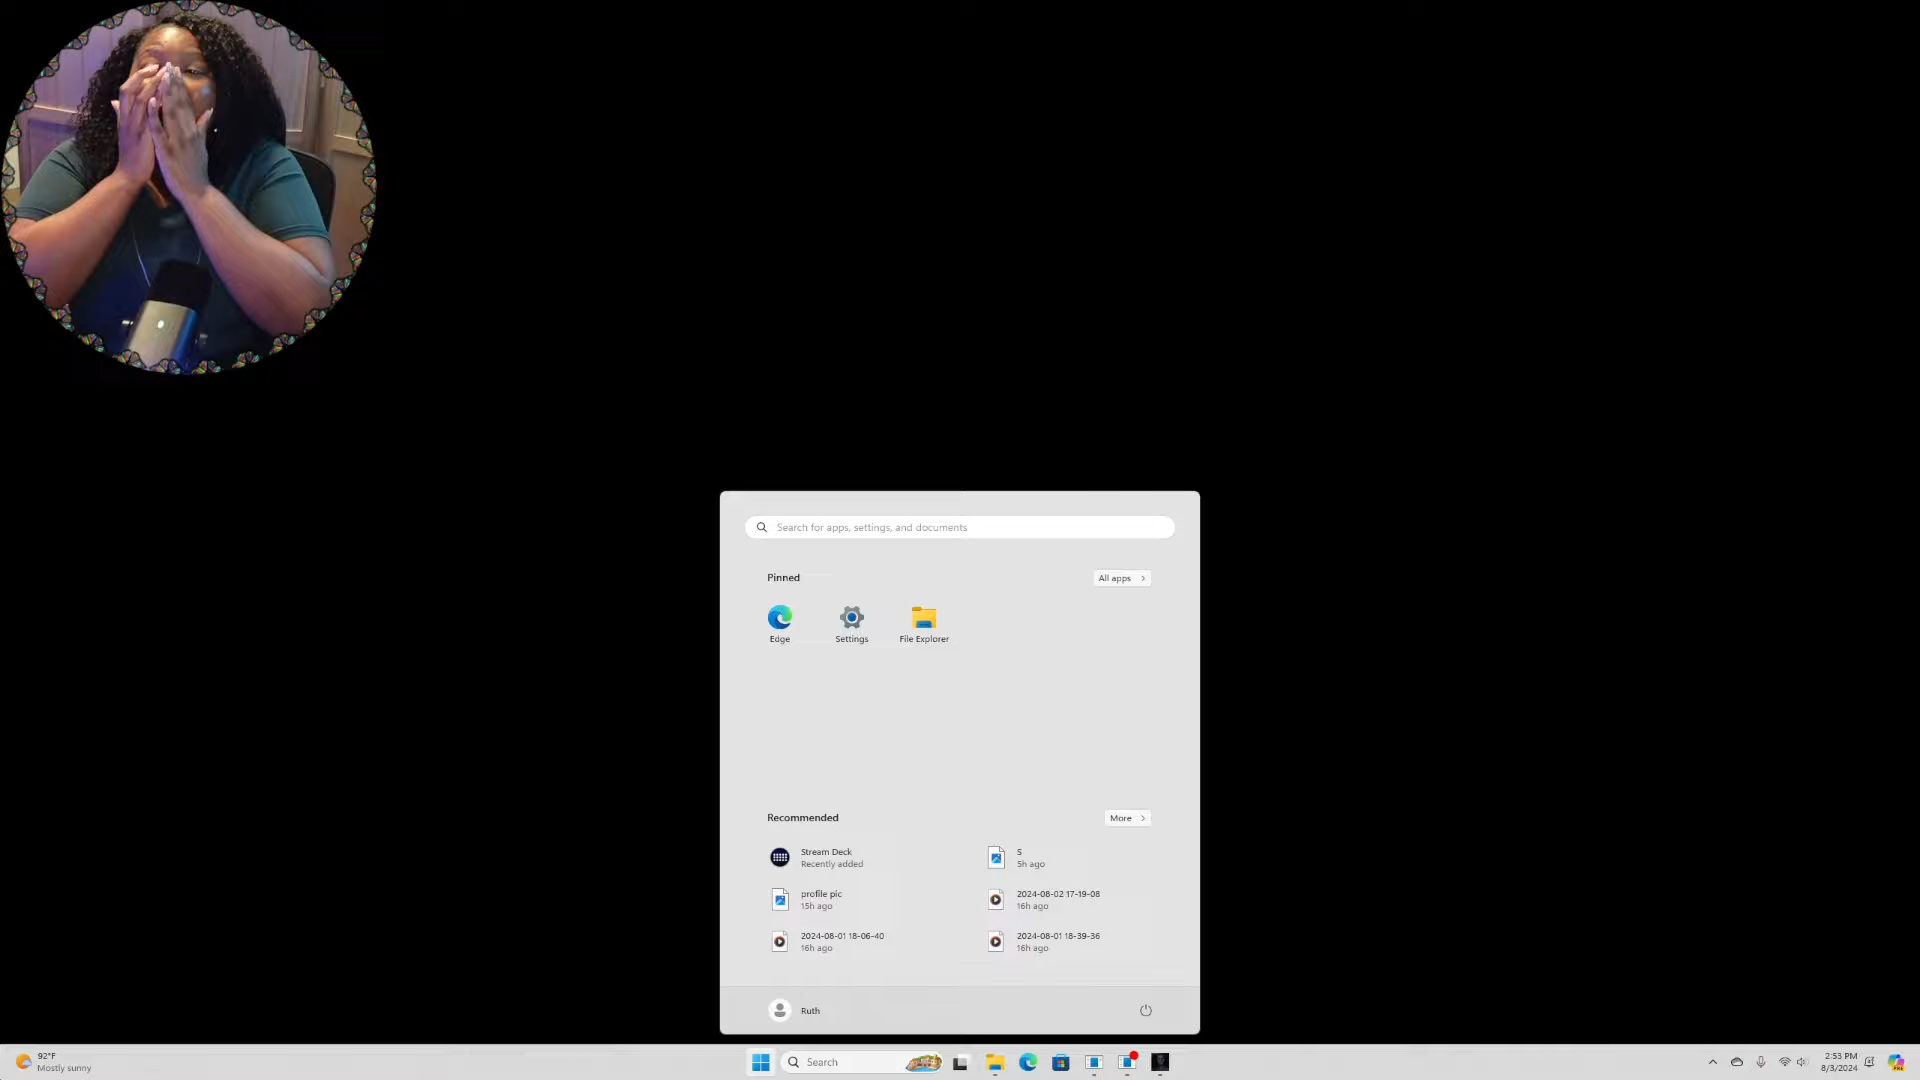 Search for apps, settings, and documents
Pinned
All apps
Edge
Settings
File Explorer
Recommended
More
Stream Deck
Recently added
S
5h ago
profile pic
15h ago
2024-08-02 17-19-08
16h ago
2024-08-01 18-06-40
16h ago
2024-08-01 18-39-36
16h ago
Ruth
92°F
Mostly sunny
Search
2:53 PM
8/3/2024
PRE